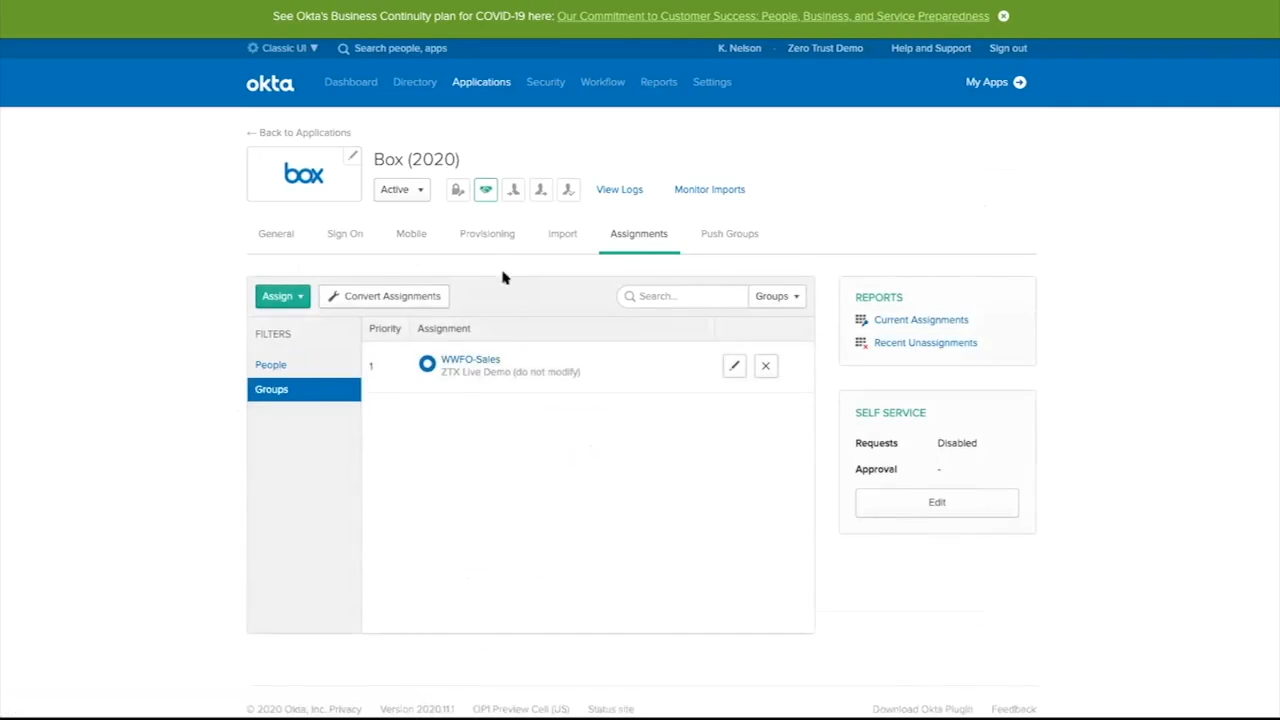 See Okta's Business Continuity plan for COVID-19 here: Our Commitment to Customer Success: People, Business, and Service Preparedness
Classic UI
Search people, apps
K. Nelson · Zero Trust Demo
Help and Support
Sign out
okta
Dashboard
Directory
Applications
Security
Workflow
Reports
Settings
My Apps
← Back to Applications
box
Box (2020)
Active
View Logs
Monitor Imports
General
Sign On
Mobile
Provisioning
Import
Assignments
Push Groups
Assign
Convert Assignments
Search...
Groups
FILTERS
People
Groups
Priority
Assignment
1
WWFO-Sales
ZTX Live Demo (do not modify)
REPORTS
Current Assignments
Recent Unassignments
SELF SERVICE
Requests
Disabled
Approval
-
Edit
© 2020 Okta, Inc. Privacy
Version 2020.11.1
OP1 Preview Cell (US)
Status site
Download Okta Plugin
Feedback